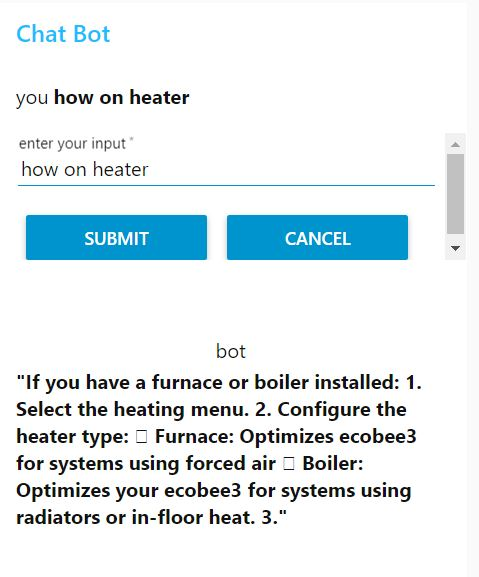 Chat Bot
you how on heater
enter your input *
how on heater
SUBMIT CANCEL
bot
"If you have a furnace or boiler installed: 1.
Select the heating menu. 2. Configure the
heater type: □ Furnace: Optimizes ecobee3
for systems using forced air □ Boiler:
Optimizes your ecobee3 for systems using
radiators or in-floor heat. 3."